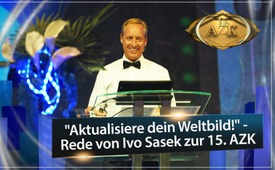 AZK
"Aktualisiere dein Weltbild!" -
Rede von Ivo Sasek zur 15. AZK